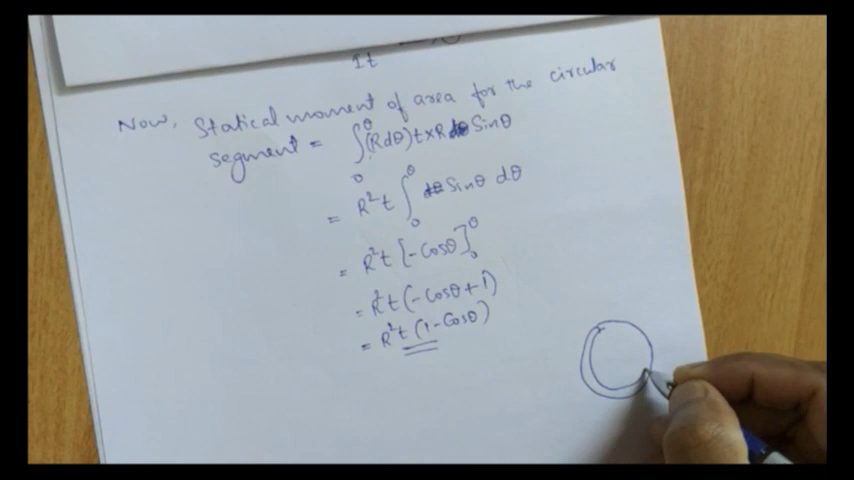 It
Now, Statical moment of area for the circular
segment = ∫₀^θ (Rdθ)t×R Sinθ
= R²t ∫₀^θ Sinθ dθ
= R²t [-Cosθ]₀^θ
= R²t (-Cosθ+1)
= R²t (1-Cosθ)